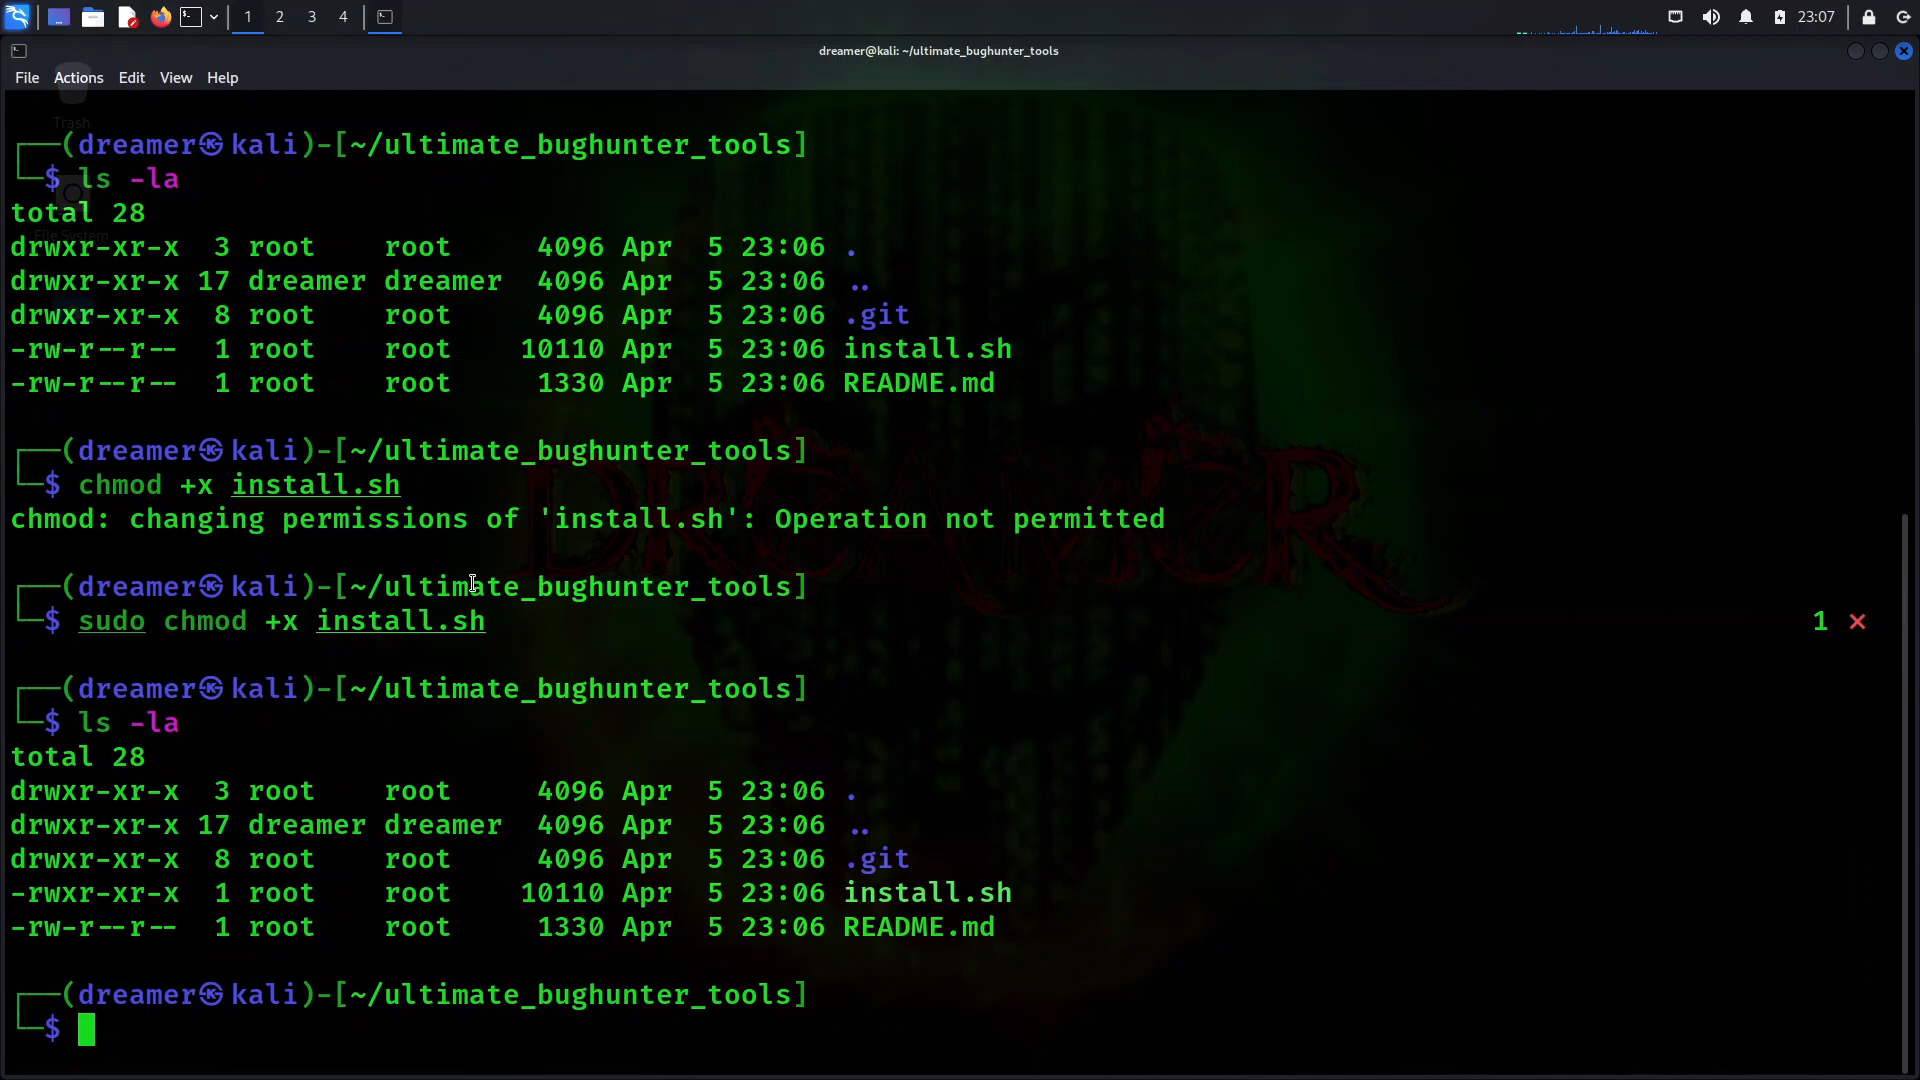 1 2 3 4 23:07
dreamer@kali: ~/ultimate_bughunter_tools
File Actions Edit View Help
Trash
┌──(dreamer㉿kali)-[~/ultimate_bughunter_tools]
└─$ ls -la
total 28
File System
drwxr-xr-x  3 root    root     4096 Apr  5 23:06 .
drwxr-xr-x 17 dreamer dreamer  4096 Apr  5 23:06 ..
drwxr-xr-x  8 root    root     4096 Apr  5 23:06 .git
-rw-r--r--  1 root    root    10110 Apr  5 23:06 install.sh
-rw-r--r--  1 root    root     1330 Apr  5 23:06 README.md
┌──(dreamer㉿kali)-[~/ultimate_bughunter_tools]
└─$ chmod +x install.sh
chmod: changing permissions of 'install.sh': Operation not permitted
DREAMER
┌──(dreamer㉿kali)-[~/ultimate_bughunter_tools]
└─$ sudo chmod +x install.sh 1 ⨯
┌──(dreamer㉿kali)-[~/ultimate_bughunter_tools]
└─$ ls -la
total 28
drwxr-xr-x  3 root    root     4096 Apr  5 23:06 .
drwxr-xr-x 17 dreamer dreamer  4096 Apr  5 23:06 ..
drwxr-xr-x  8 root    root     4096 Apr  5 23:06 .git
-rwxr-xr-x  1 root    root    10110 Apr  5 23:06 install.sh
-rw-r--r--  1 root    root     1330 Apr  5 23:06 README.md
┌──(dreamer㉿kali)-[~/ultimate_bughunter_tools]
└─$